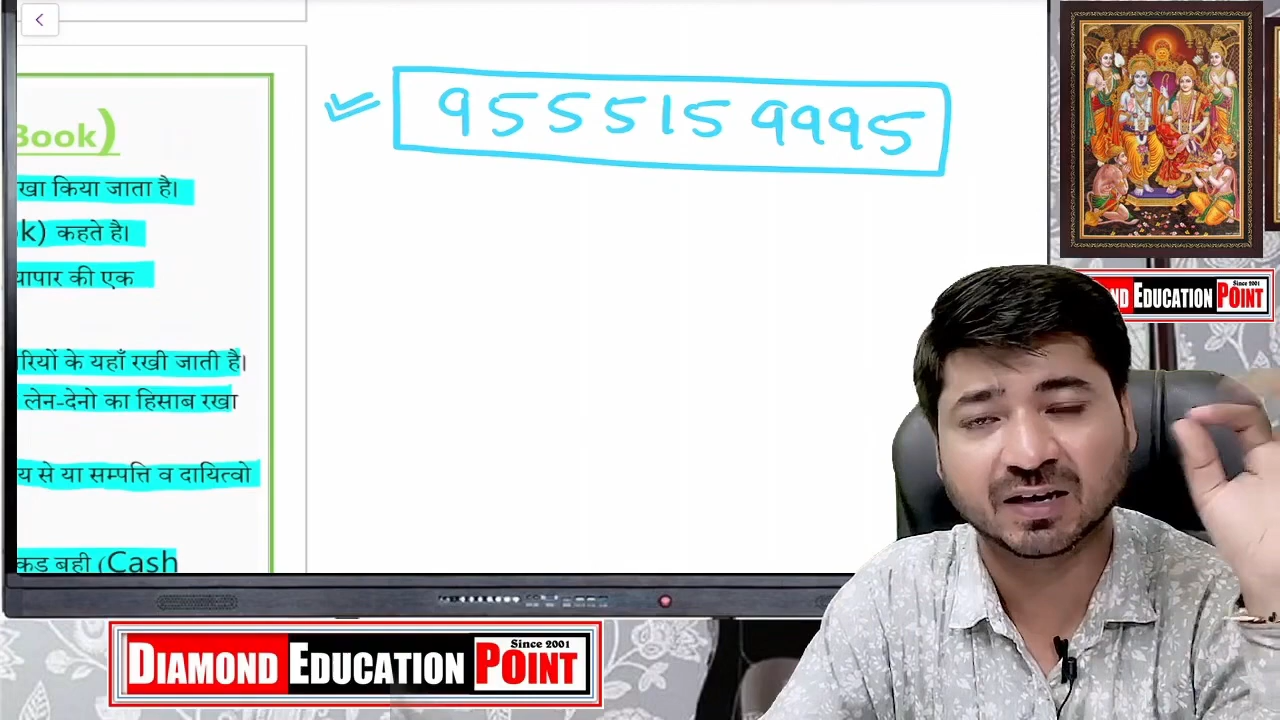 Book)
9555159995
खा किया जाता है।
k) कहते है।
यापार की एक
रियों के यहाँ रखी जाती है।
लेन-देनो का हिसाब रखा
य से या सम्पत्ति व दायित्वो
कड़ बही (Cash
ND EDUCATION POINT
Since 2001
DIAMOND EDUCATION POINT
Since 2001